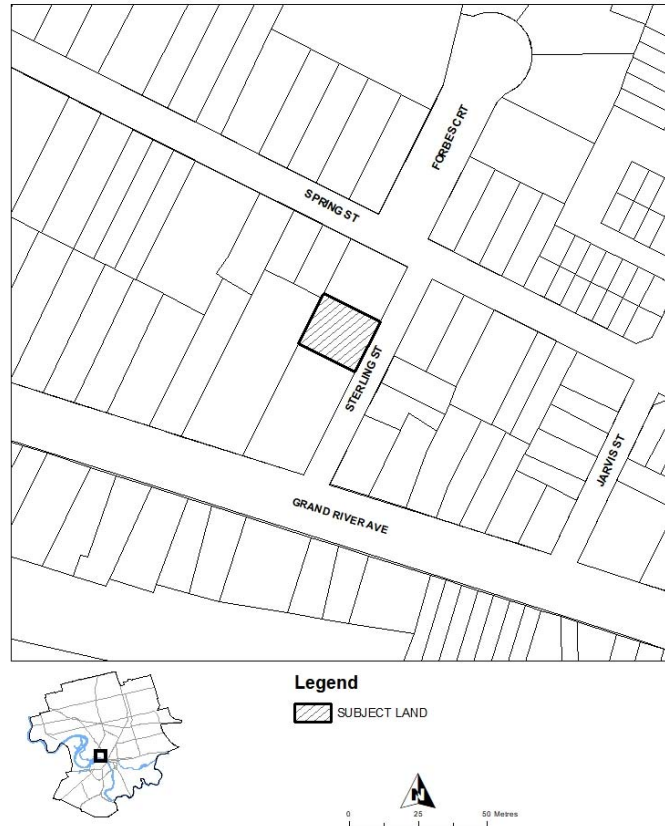 FORBES CRT
SPRING ST
STERLING ST
JARVIS ST
GRAND RIVER AVE
Legend
SUBJECT LAND
N
0 25 50 Metres